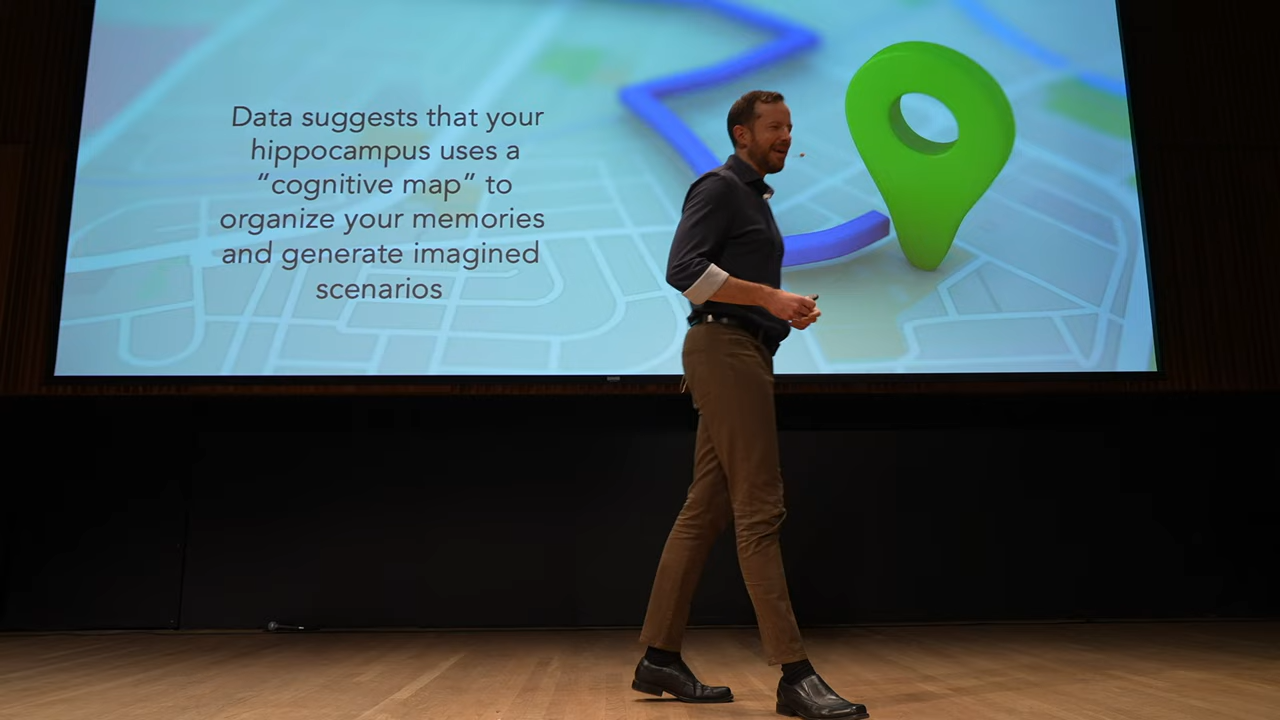 Data suggests that your
hippocampus uses a
“cognitive map” to
organize your memories
and generate imagined
scenarios